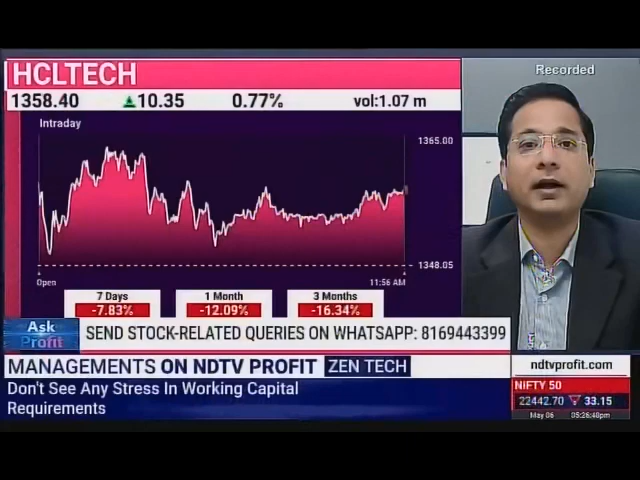 Recorded
HCLTECH
1358.40 ▲ 10.35 0.77% vol:1.07 m
Intraday
1365.00
1348.05
Open 11:56 AM
7 Days 1 Month 3 Months
-7.83% -12.09% -16.34%
Ask Profit
SEND STOCK-RELATED QUERIES ON WHATSAPP: 8169443399
MANAGEMENTS ON NDTV PROFIT ZEN TECH
Don't See Any Stress In Working Capital
Requirements
ndtvprofit.com
NIFTY 50
22442.70 ▽ 33.15
May 06 05:26:40pm